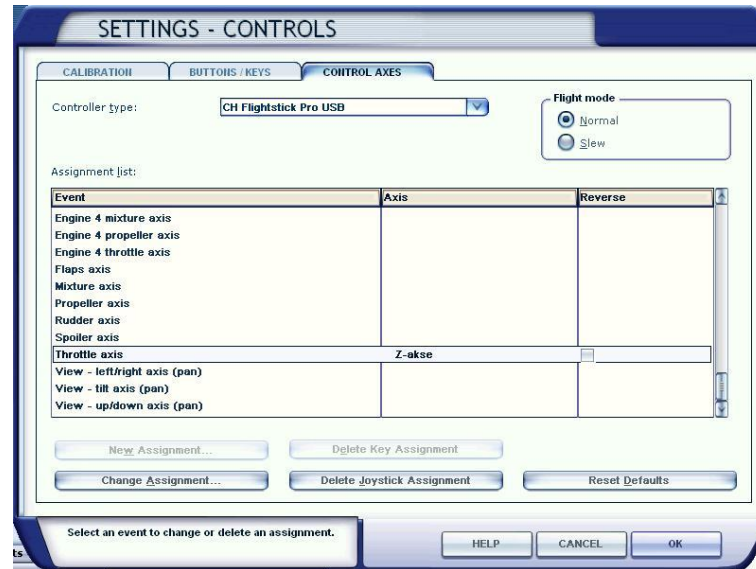 SETTINGS - CONTROLS
CALIBRATION BUTTONS / KEYS CONTROL AXES
Controller type: CH Flightstick Pro USB
Flight mode
Normal
Slew
Assignment list:
Event Axis Reverse
Engine 4 mixture axis
Engine 4 propeller axis
Engine 4 throttle axis
Flaps axis
Mixture axis
Propeller axis
Rudder axis
Spoiler axis
Throttle axis Z-akse
View - left/right axis (pan)
View - tilt axis (pan)
View - up/down axis (pan)
New Assignment... Delete Key Assignment
Change Assignment... Delete Joystick Assignment Reset Defaults
Select an event to change or delete an assignment.
HELP CANCEL OK
ts